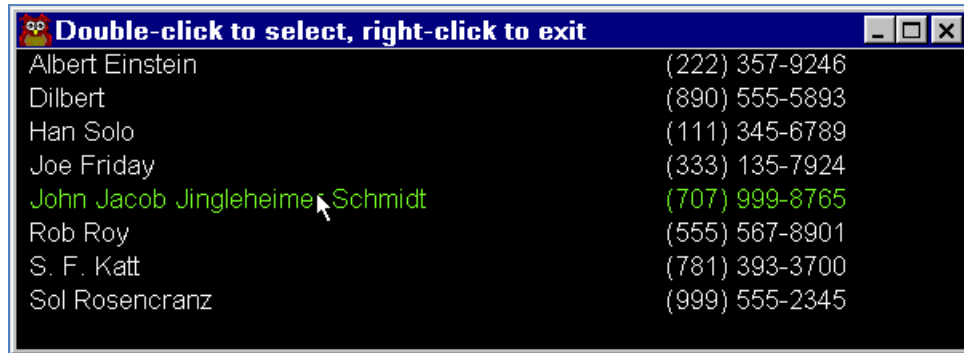 Double-click to select, right-click to exit
Albert Einstein (222) 357-9246
Dilbert (890) 555-5893
Han Solo (111) 345-6789
Joe Friday (333) 135-7924
John Jacob Jingleheimer Schmidt (707) 999-8765
Rob Roy (555) 567-8901
S. F. Katt (781) 393-3700
Sol Rosencranz (999) 555-2345